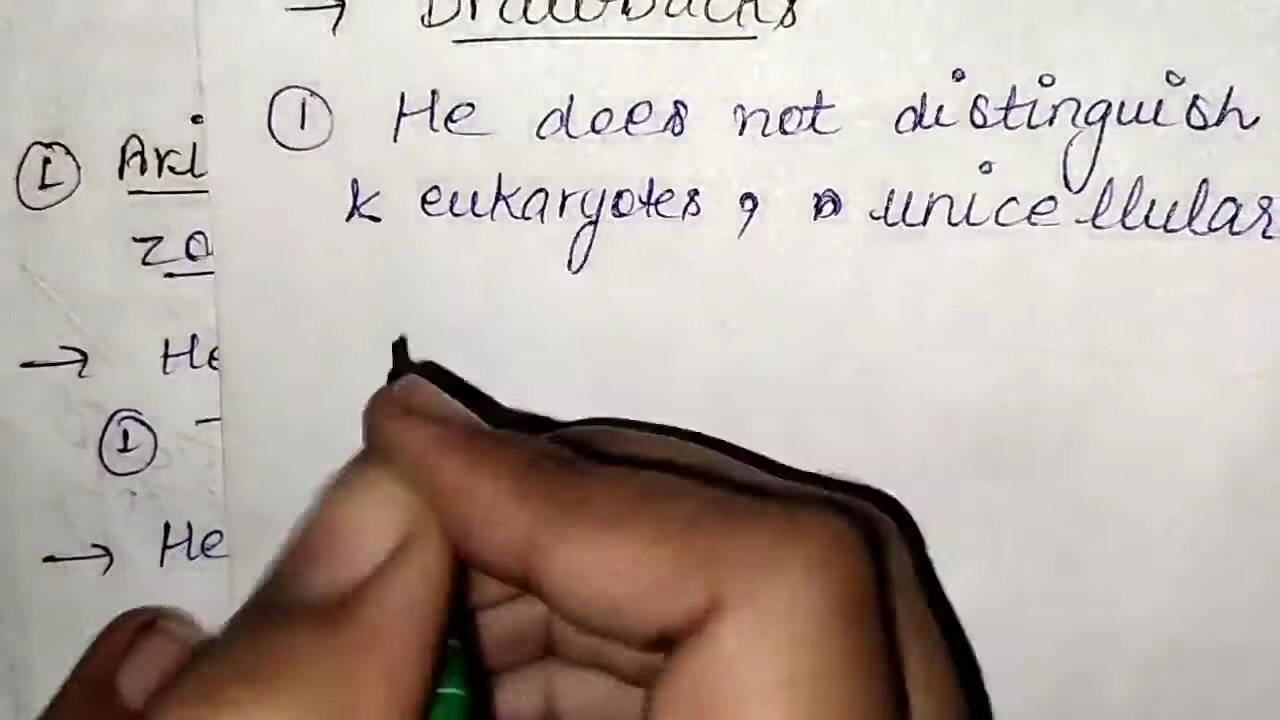 → Drawbacks
① He does not distinguish
k eukaryotes, unicellular
① Ari
zo
→ He
①
→ He